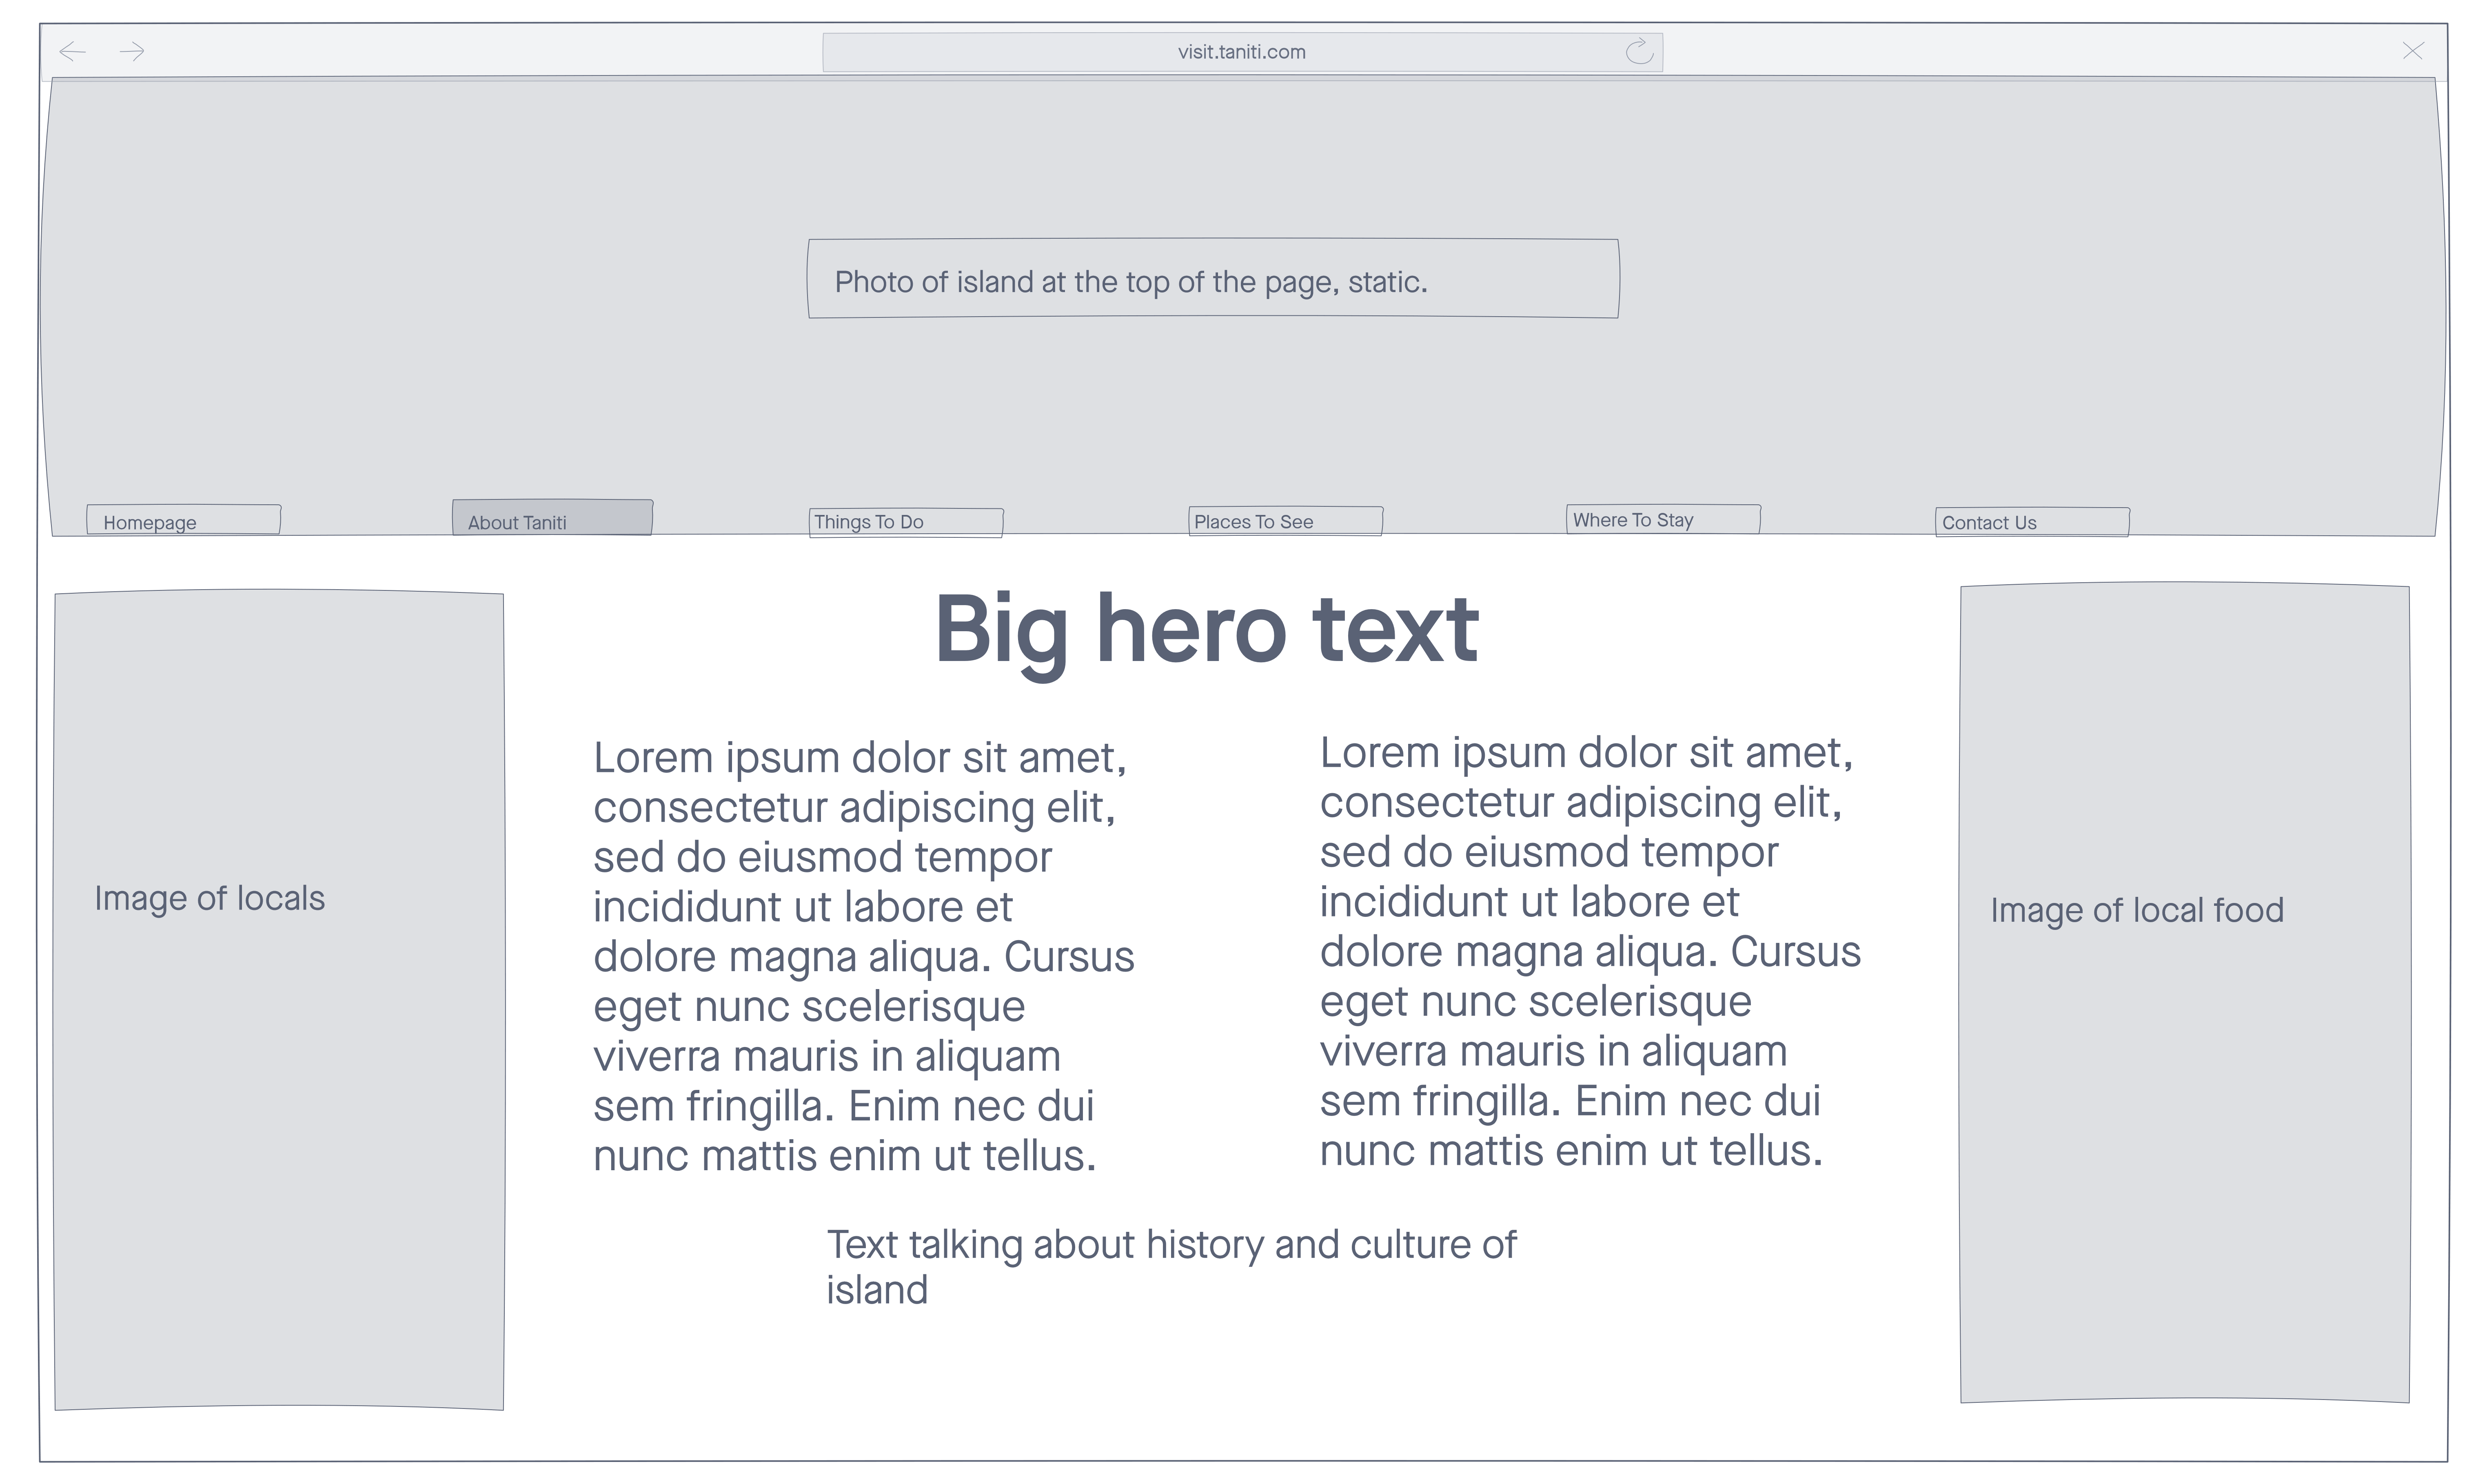 visit.taniti.com
Photo of island at the top of the page, static.
Homepage
About Taniti
Things To Do
Places To See
Where To Stay
Contact Us
Big hero text
Image of locals
Lorem ipsum dolor sit amet,
consectetur adipiscing elit,
sed do eiusmod tempor
incididunt ut labore et
dolore magna aliqua. Cursus
eget nunc scelerisque
viverra mauris in aliquam
sem fringilla. Enim nec dui
nunc mattis enim ut tellus.
Lorem ipsum dolor sit amet,
consectetur adipiscing elit,
sed do eiusmod tempor
incididunt ut labore et
dolore magna aliqua. Cursus
eget nunc scelerisque
viverra mauris in aliquam
sem fringilla. Enim nec dui
nunc mattis enim ut tellus.
Image of local food
Text talking about history and culture of
island